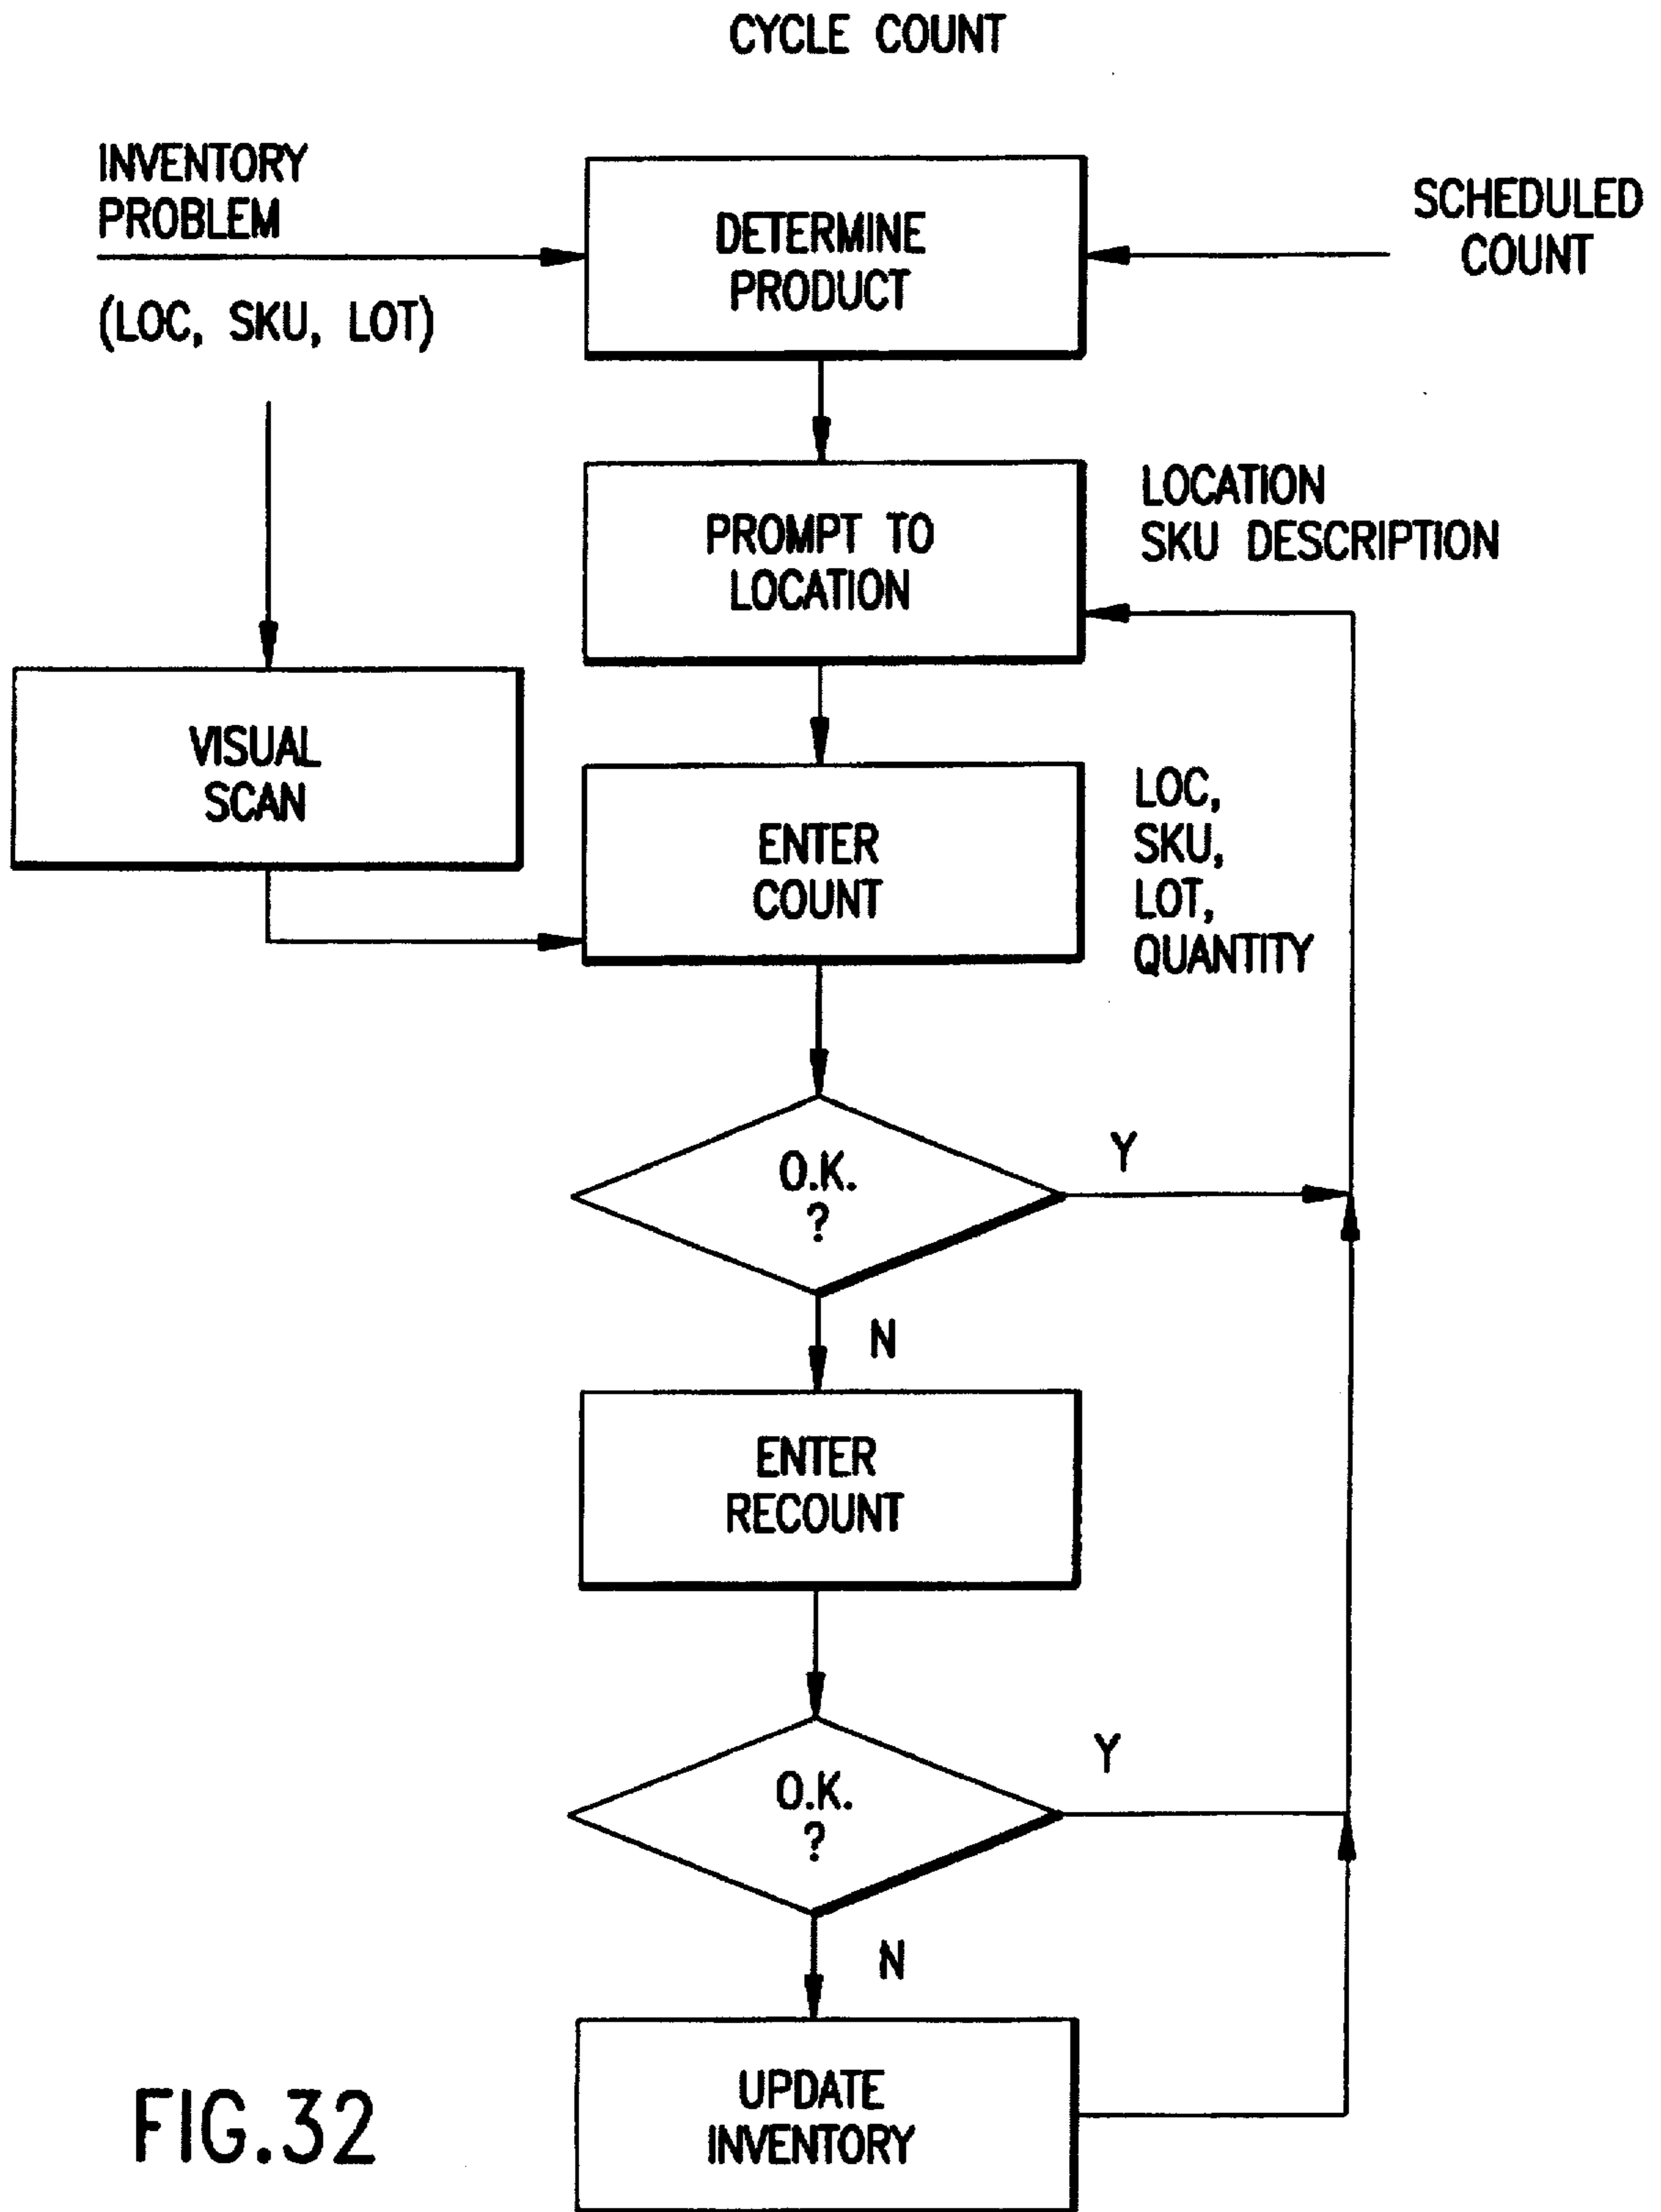 CYCLE COUNT
INVENTORY
PROBLEM
(LOC, SKU, LOT)
DETERMINE
PRODUCT
SCHEDULED
COUNT
PROMPT TO
LOCATION
LOCATION
SKU DESCRIPTION
VISUAL
SCAN
ENTER
COUNT
LOC,
SKU,
LOT,
QUANTITY
O.K.
?
Y
N
ENTER
RECOUNT
O.K.
?
Y
N
UPDATE
INVENTORY
FIG.32